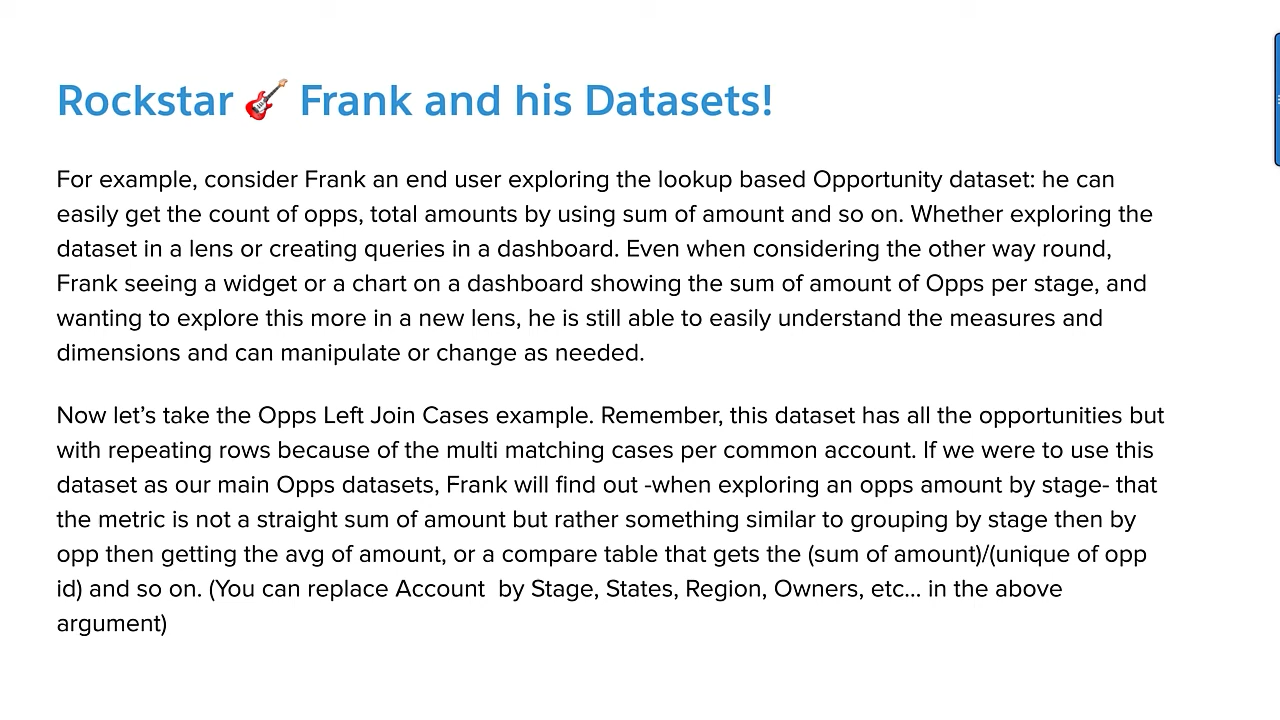 Rockstar 🎸 Frank and his Datasets!
For example, consider Frank an end user exploring the lookup based Opportunity dataset: he can
easily get the count of opps, total amounts by using sum of amount and so on. Whether exploring the
dataset in a lens or creating queries in a dashboard. Even when considering the other way round,
Frank seeing a widget or a chart on a dashboard showing the sum of amount of Opps per stage, and
wanting to explore this more in a new lens, he is still able to easily understand the measures and
dimensions and can manipulate or change as needed.
Now let’s take the Opps Left Join Cases example. Remember, this dataset has all the opportunities but
with repeating rows because of the multi matching cases per common account. If we were to use this
dataset as our main Opps datasets, Frank will find out -when exploring an opps amount by stage- that
the metric is not a straight sum of amount but rather something similar to grouping by stage then by
opp then getting the avg of amount, or a compare table that gets the (sum of amount)/(unique of opp
id) and so on. (You can replace Account  by Stage, States, Region, Owners, etc... in the above
argument)